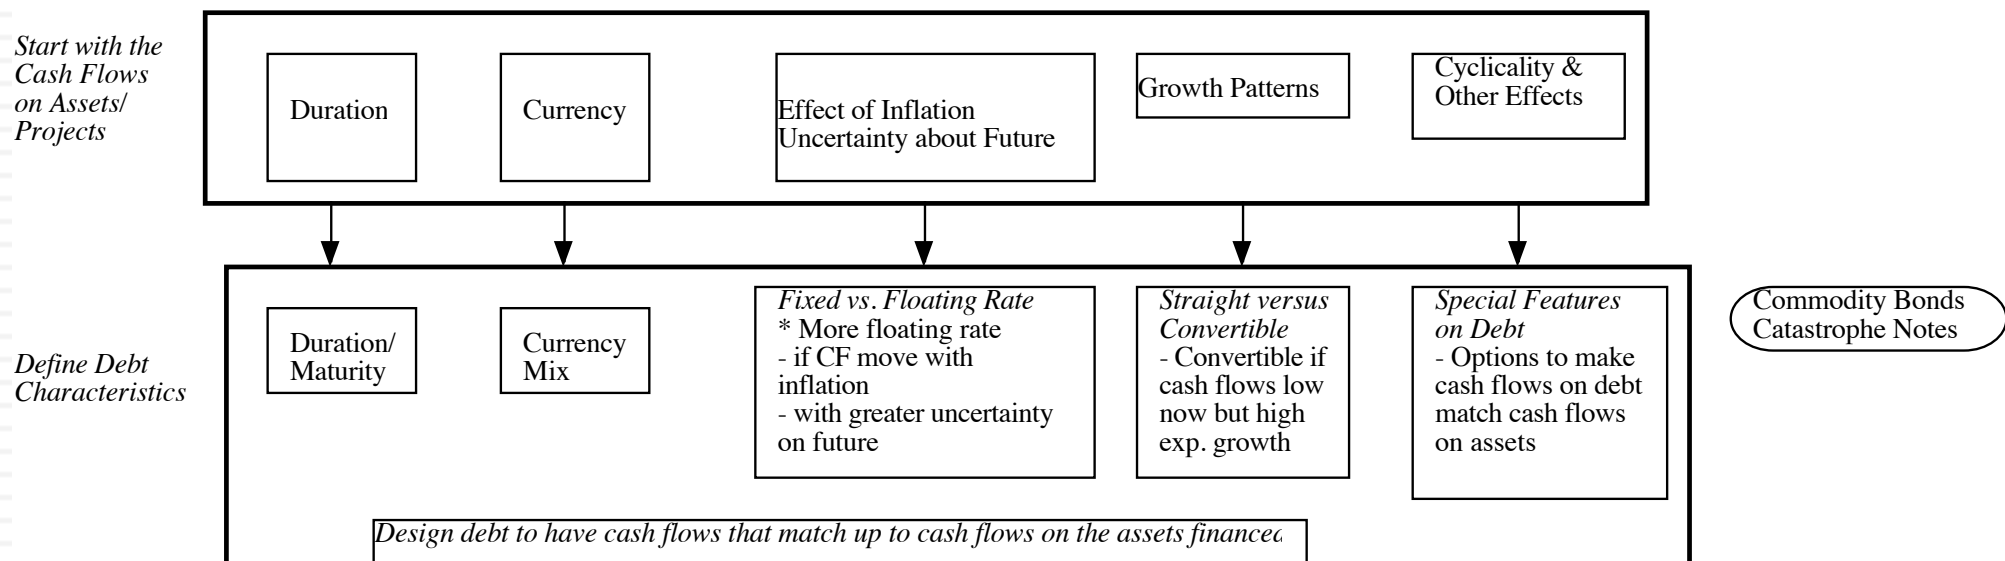 Start with the
Cash Flows
on Assets/
Projects
Duration
Currency
Effect of Inflation
Uncertainty about Future
Growth Patterns
Cyclicality &
Other Effects
Define Debt
Characteristics
Duration/
Maturity
Currency
Mix
Fixed vs. Floating Rate
* More floating rate
- if CF move with
inflation
- with greater uncertainty
on future
Straight versus
Convertible
- Convertible if
cash flows low
now but high
exp. growth
Special Features
on Debt
- Options to make
cash flows on debt
match cash flows
on assets
Commodity Bonds
Catastrophe Notes
Design debt to have cash flows that match up to cash flows on the assets financed